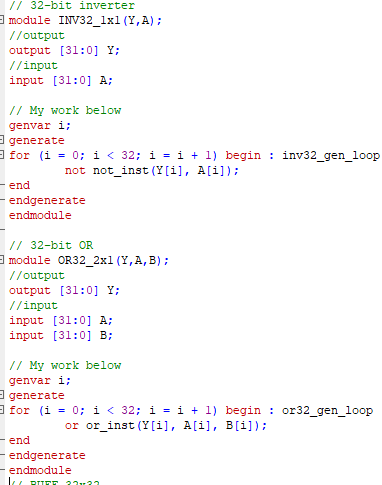 // 32-bit inverter
module INV32_1x1(Y,A);
//output
output [31:0] Y;
//input
input [31:0] A;
// My work below
genvar i;
generate
for (i = 0; i < 32; i = i + 1) begin : inv32_gen_loop
not not_inst(Y[i], A[i]);
end
endgenerate
endmodule
// 32-bit OR
module OR32_2x1(Y,A,B);
//output
output [31:0] Y;
//input
input [31:0] A;
input [31:0] B;
// My work below
genvar i;
generate
for (i = 0; i < 32; i = i + 1) begin : or32_gen_loop
or or_inst(Y[i], A[i], B[i]);
end
endgenerate
endmodule
// BUFF 32x32